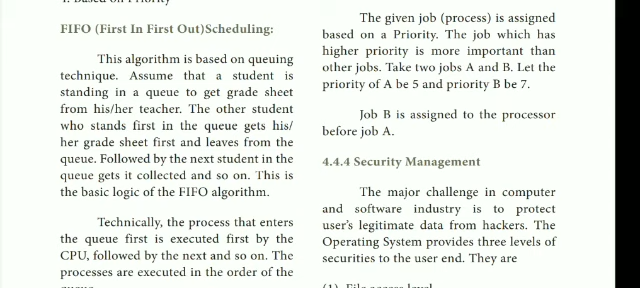 4. Based on Priority
FIFO (First In First Out)Scheduling:
This algorithm is based on queuing
technique. Assume that a student is
standing in a queue to get grade sheet
from his/her teacher. The other student
who stands first in the queue gets his/
her grade sheet first and leaves from the
queue. Followed by the next student in the
queue gets it collected and so on. This is
the basic logic of the FIFO algorithm.
Technically, the process that enters
the queue first is executed first by the
CPU, followed by the next and so on. The
processes are executed in the order of the
The given job (process) is assigned
based on a Priority. The job which has
higher priority is more important than
other jobs. Take two jobs A and B. Let the
priority of A be 5 and priority B be 7.
Job B is assigned to the processor
before job A.
4.4.4 Security Management
The major challenge in computer
and software industry is to protect
user's legitimate data from hackers. The
Operating System provides three levels of
securities to the user end. They are
(1) File access level